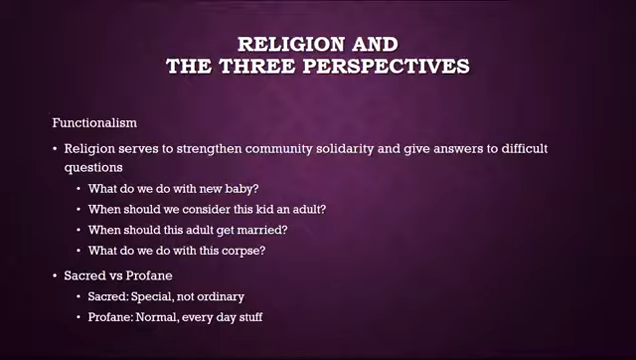 RELIGION AND
THE THREE PERSPECTIVES
Functionalism
• Religion serves to strengthen community solidarity and give answers to difficult
questions
• What do we do with new baby?
• When should we consider this kid an adult?
• When should this adult get married?
• What do we do with this corpse?
• Sacred vs Profane
• Sacred: Special, not ordinary
• Profane: Normal, every day stuff